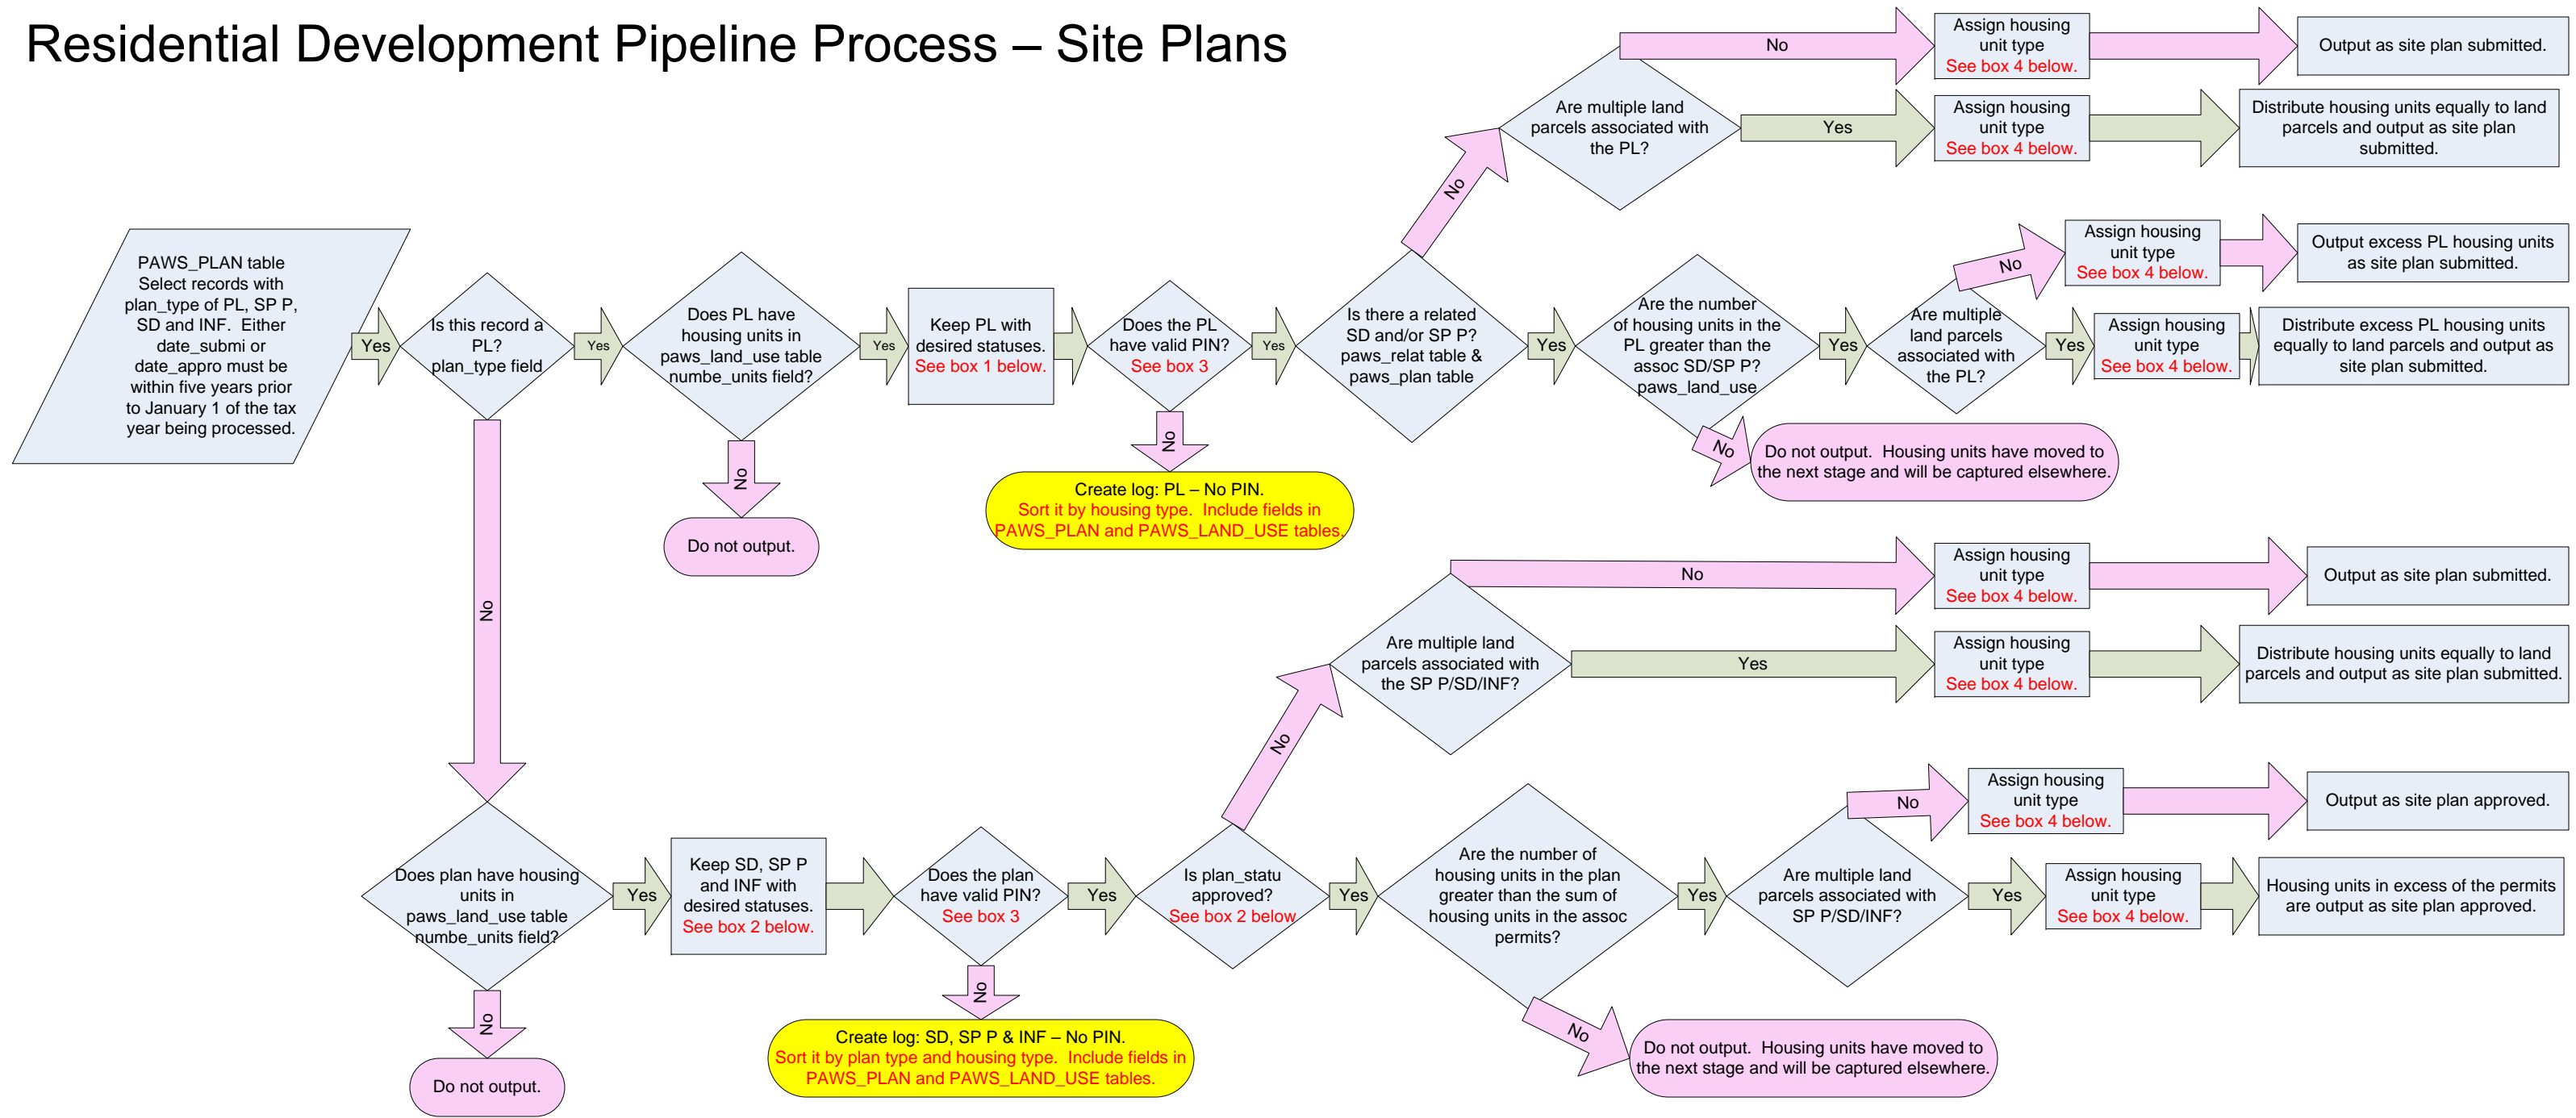 Residential Development Pipeline Process – Site Plans
No
Assign housing
unit type
See box 4 below.
Output as site plan submitted.
Are multiple land
parcels associated with
the PL?
Yes
Assign housing
unit type
See box 4 below.
Distribute housing units equally to land
parcels and output as site plan
submitted.
No
PAWS_PLAN table
Select records with
plan_type of PL, SP P,
SD and INF.  Either
date_submi or
date_appro must be
within five years prior
to January 1 of the tax
year being processed.
Yes
Is this record a
PL?
plan_type field
Yes
Does PL have
housing units in
paws_land_use table
numbe_units field?
Yes
Keep PL with
desired statuses.
See box 1 below.
Does the PL
have valid PIN?
See box 3
Yes
Is there a related
SD and/or SP P?
paws_relat table &
paws_plan table
Yes
Are the number
of housing units in the
PL greater than the
assoc SD/SP P?
paws_land_use
Yes
Are multiple
land parcels
associated with
the PL?
No
Assign housing
unit type
See box 4 below.
Output excess PL housing units
as site plan submitted.
Yes
Assign housing
unit type
See box 4 below.
Distribute excess PL housing units
equally to land parcels and output as
site plan submitted.
No
Do not output.
No
Create log: PL – No PIN.
Sort it by housing type.  Include fields in
PAWS_PLAN and PAWS_LAND_USE tables.
No
Do not output.  Housing units have moved to
the next stage and will be captured elsewhere.
No
No
Assign housing
unit type
See box 4 below.
Output as site plan submitted.
Are multiple land
parcels associated with
the SP P/SD/INF?
Yes
Assign housing
unit type
See box 4 below.
Distribute housing units equally to land
parcels and output as site plan submitted.
No
Does plan have housing
units in
paws_land_use table
numbe_units field?
Yes
Keep SD, SP P
and INF with
desired statuses.
See box 2 below.
Does the plan
have valid PIN?
See box 3
Yes
Is plan_statu
approved?
See box 2 below
Yes
Are the number of
housing units in the plan
greater than the sum of
housing units in the assoc
permits?
Yes
Are multiple land
parcels associated with
SP P/SD/INF?
No
Assign housing
unit type
See box 4 below.
Output as site plan approved.
Yes
Assign housing
unit type
See box 4 below.
Housing units in excess of the permits
are output as site plan approved.
No
Do not output.
No
Create log: SD, SP P & INF – No PIN.
Sort it by plan type and housing type.  Include fields in
PAWS_PLAN and PAWS_LAND_USE tables.
No
Do not output.  Housing units have moved to
the next stage and will be captured elsewhere.